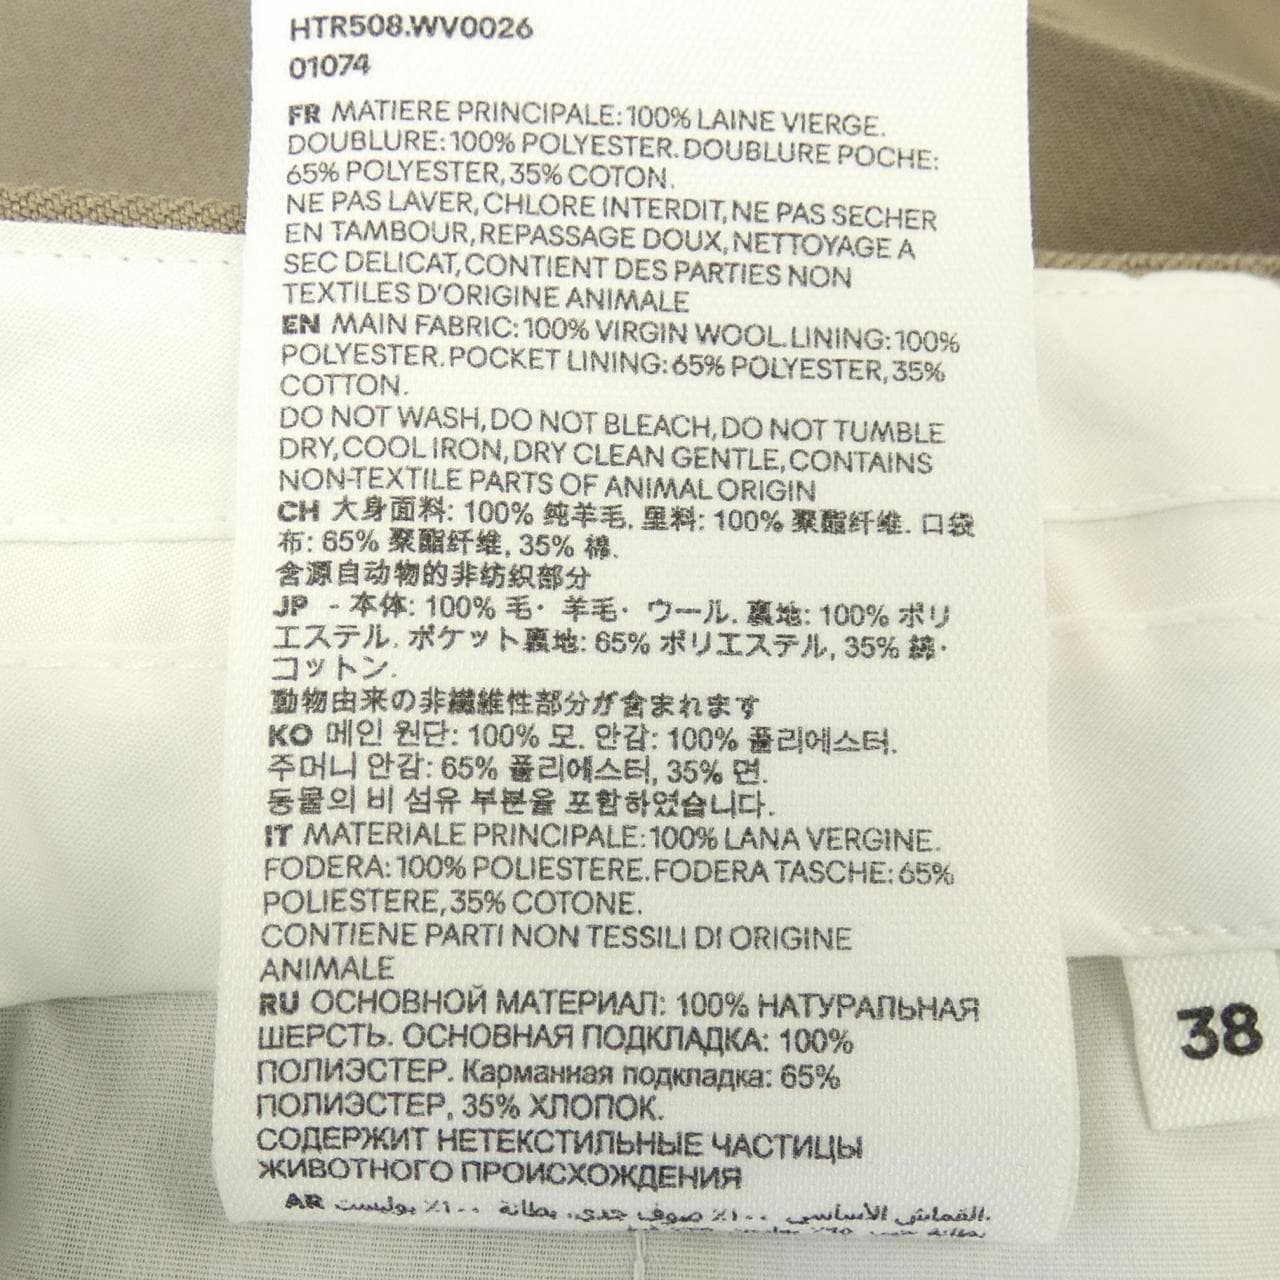 HTR508.WV0026
01074
FR MATIERE PRINCIPALE:100% LAINE VIERGE.
DOUBLURE:100% POLYESTER.DOUBLURE POCHE:
65% POLYESTER,35% COTON.
NE PAS LAVER,CHLORE INTERDIT,NE PAS SECHER
EN TAMBOUR,REPASSAGE DOUX,NETTOYAGE A
SEC DELICAT,CONTIENT DES PARTIES NON
TEXTILES D'ORIGINE ANIMALE
EN MAIN FABRIC:100% VIRGIN WOOL.LINING:100%
POLYESTER.POCKET LINING:65% POLYESTER,35%
COTTON.
DO NOT WASH,DO NOT BLEACH,DO NOT TUMBLE
DRY,COOL IRON,DRY CLEAN GENTLE,CONTAINS
NON-TEXTILE PARTS OF ANIMAL ORIGIN
CH 大身面料: 100% 纯羊毛. 里料: 100% 聚酯纤维. 口袋
布: 65% 聚酯纤维, 35% 棉.
含源自动物的非纺织部分
JP - 本体: 100% 毛・羊毛・ウール. 裏地: 100% ポリ
エステル. ポケット裏地: 65% ポリエステル, 35% 綿・
コットン.
動物由来の非繊維性部分が含まれます
KO 메인 원단: 100% 모. 안감: 100% 폴리에스터.
주머니 안감: 65% 폴리에스터, 35% 면.
동물의 비 섬유 부분을 포함하였습니다.
IT MATERIALE PRINCIPALE:100% LANA VERGINE.
FODERA:100% POLIESTERE.FODERA TASCHE:65%
POLIESTERE,35% COTONE.
CONTIENE PARTI NON TESSILI DI ORIGINE
ANIMALE
RU ОСНОВНОЙ МАТЕРИАЛ: 100% НАТУРАЛЬНАЯ
ШЕРСТЬ. ОСНОВНАЯ ПОДКЛАДКА: 100%
ПОЛИЭСТЕР. Карманная подкладка: 65%
ПОЛИЭСТЕР, 35% ХЛОПОК.
СОДЕРЖИТ НЕТЕКСТИЛЬНЫЕ ЧАСТИЦЫ
ЖИВОТНОГО ПРОИСХОЖДЕНИЯ
AR القماش الأساسي ١٠٠٪ صوف جدي. بطانة ١٠٠٪ بوليست
38